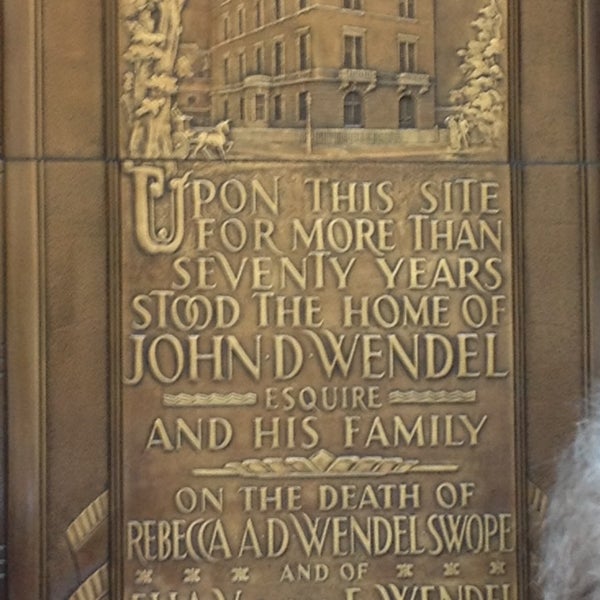 UPON THIS SITE
FOR MORE THAN
SEVENTY YEARS
STOOD THE HOME OF
JOHN·D·WENDEL
ESQUIRE
AND HIS FAMILY
ON THE DEATH OF
REBECCA A.D WENDEL SWOPE
AND OF
WENDEL